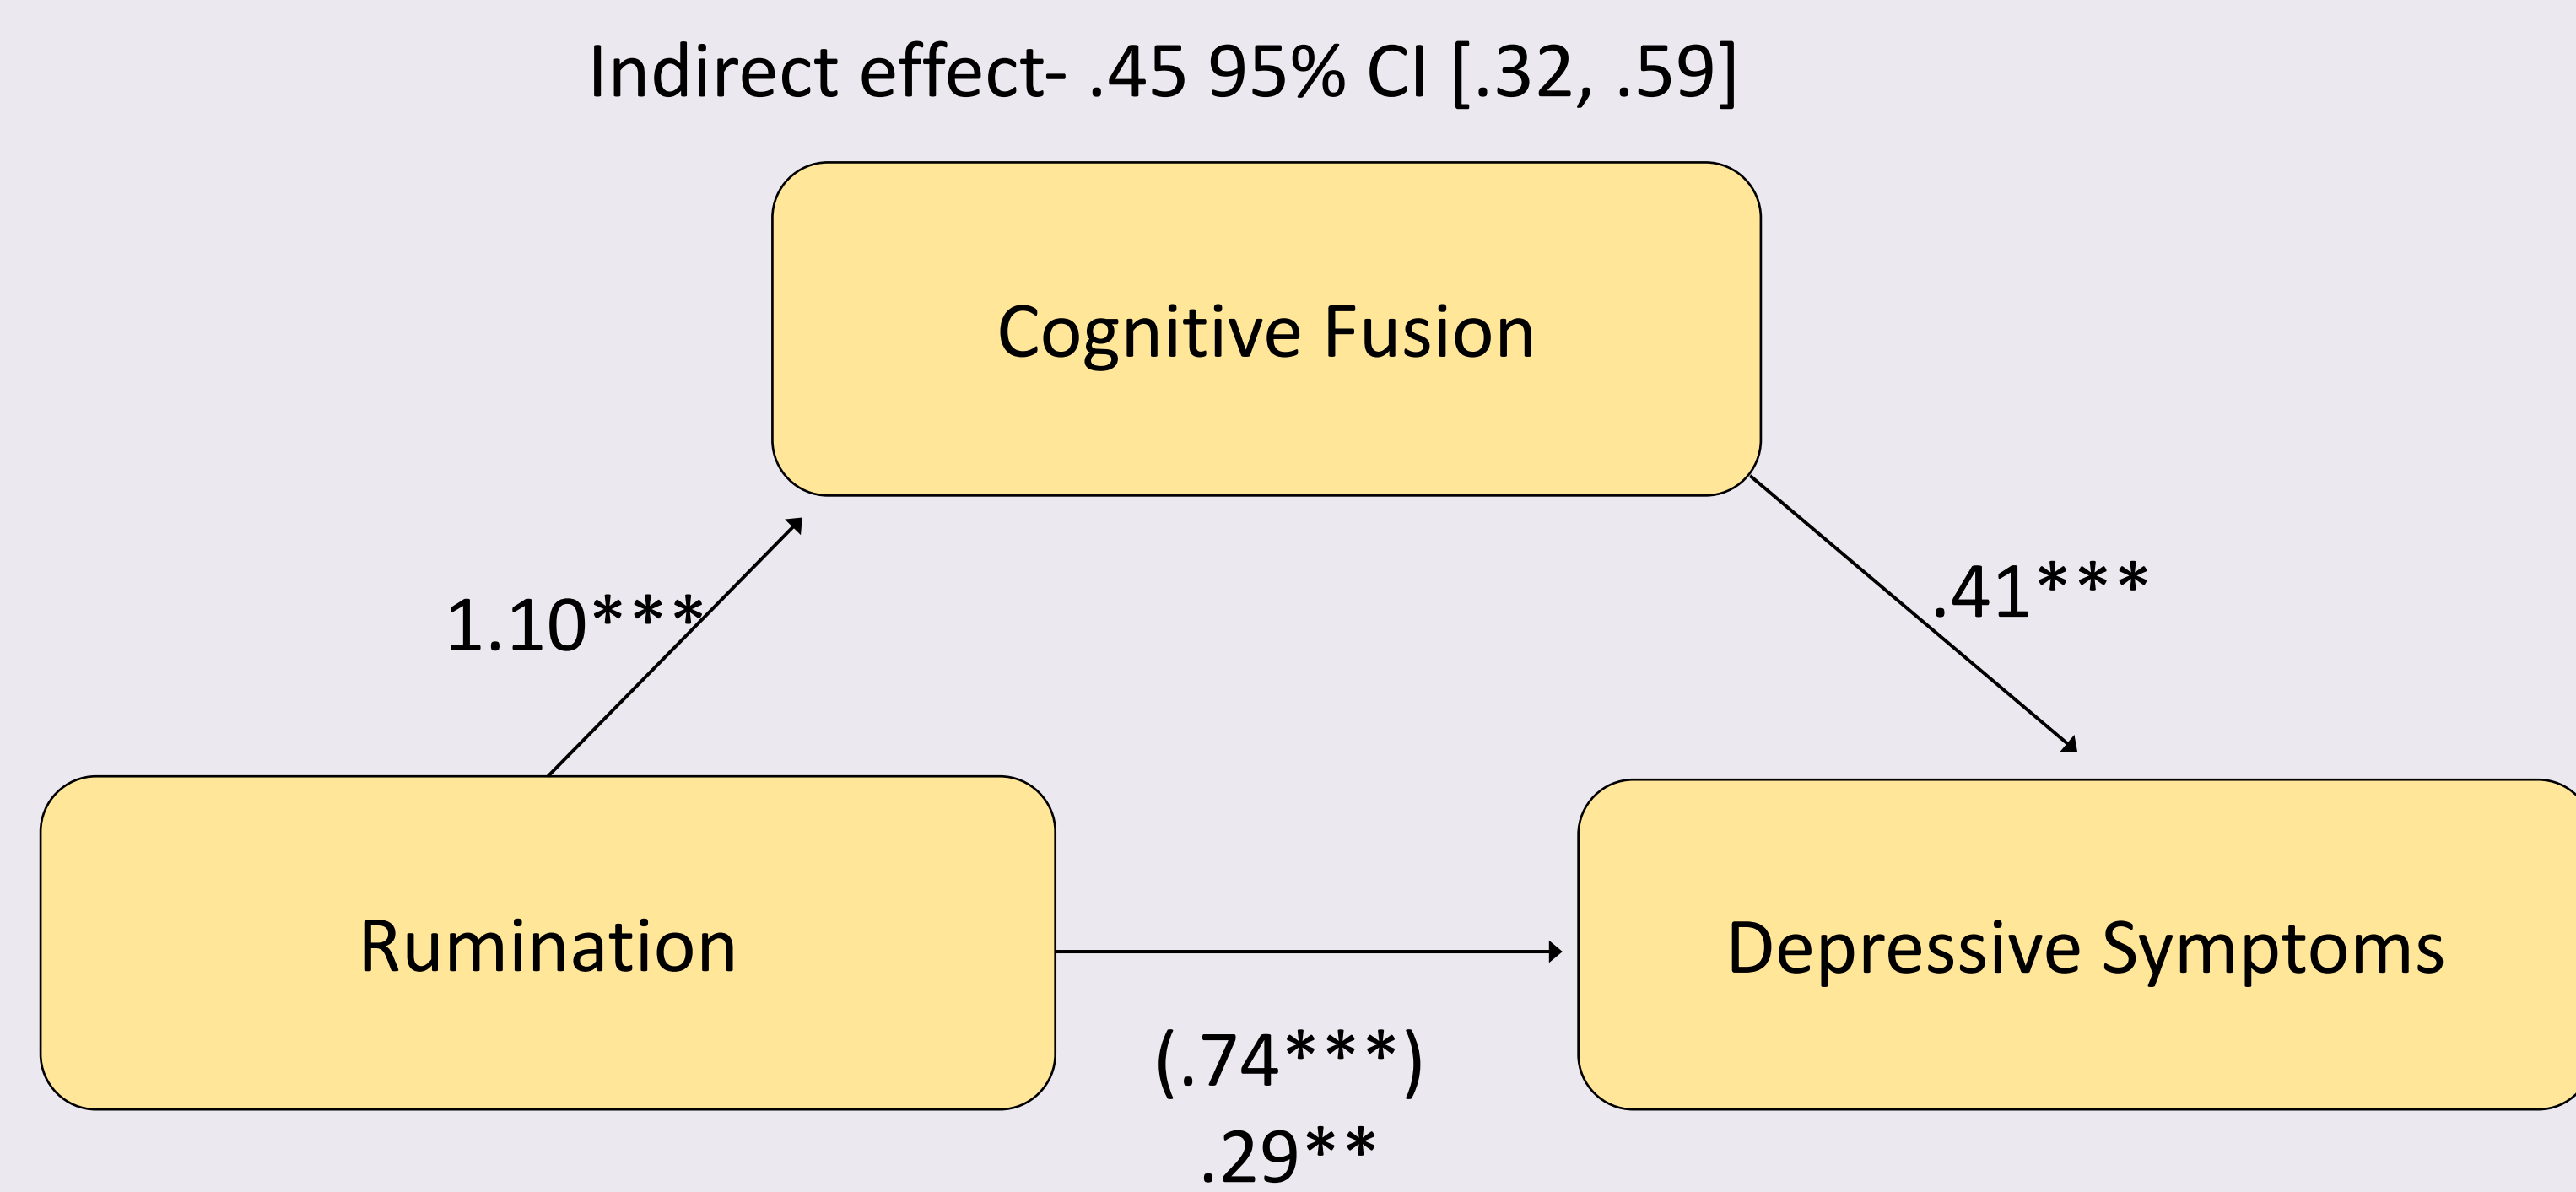 Indirect effect- .45 95% CI [.32, .59]
Cognitive Fusion
1.10***
.41***
Rumination
Depressive Symptoms
(.74***)
.29**